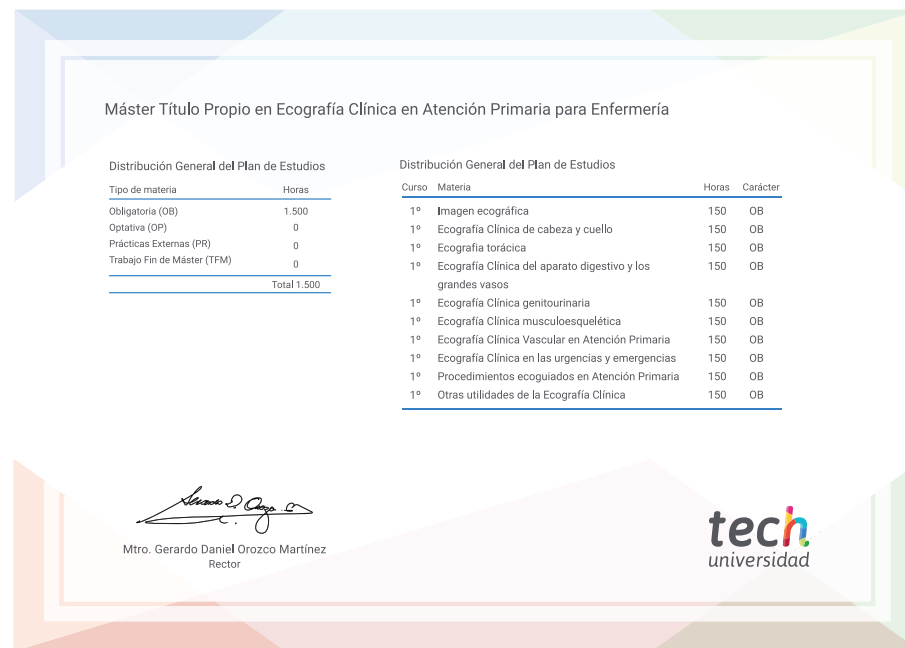 Máster Título Propio en Ecografía Clínica en Atención Primaria para Enfermería
Distribución General del Plan de Estudios
Tipo de materia Horas
Obligatoria (OB) 1.500
Optativa (OP) 0
Prácticas Externas (PR) 0
Trabajo Fin de Máster (TFM) 0
Total 1.500
Distribución General del Plan de Estudios
Curso Materia Horas Carácter
1º Imagen ecográfica 150 OB
1º Ecografía Clínica de cabeza y cuello 150 OB
1º Ecografia torácica 150 OB
1º Ecografía Clínica del aparato digestivo y los 150 OB
grandes vasos
1º Ecografía Clínica genitourinaria 150 OB
1º Ecografía Clínica musculoesquelética 150 OB
1º Ecografía Clínica Vascular en Atención Primaria 150 OB
1º Ecografía Clínica en las urgencias y emergencias 150 OB
1º Procedimientos ecoguiados en Atención Primaria 150 OB
1º Otras utilidades de la Ecografía Clínica 150 OB
Mtro. Gerardo Daniel Orozco Martínez
Rector
tech
universidad